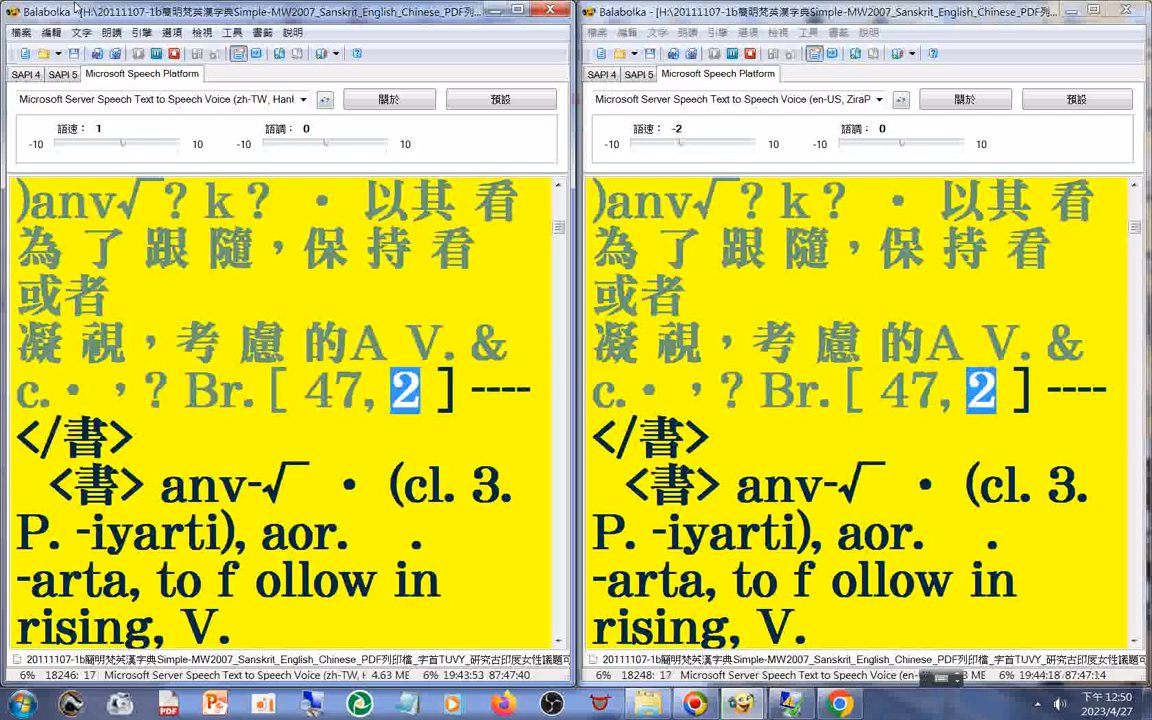 Balabolka - [H:\20111107-1b簡明梵英漢字典Simple-MW2007_Sanskrit_English_Chinese_PDF列...
檔案 編輯 文字 朗讀 引擎 選項 檢視 工具 書籤 說明
SAPI 4 SAPI 5 Microsoft Speech Platform
Microsoft Server Speech Text to Speech Voice (zh-TW, Han 關於 預設
語速： 1 語調： 0
-10 10 -10 10
)anv√? k ? • 以其 看
為 了 跟 隨，保 持 看
或者
凝 視，考 慮 的A V. &
c.• ，? Br. [ 47, 2 ] ----
</書>
<書> anv-√ • (cl. 3.
P. -iyarti), aor. .
-arta, to f ollow in
rising, V.
20111107-1b簡明梵英漢字典Simple-MW2007_Sanskrit_English_Chinese_PDF列印檔_字首TUVY_研究古印度女性議題可
6% 18246: 17 Microsoft Server Speech Text to Speech Voice (zh-TW, H 4.63 ME 6% 19:43:53 87:47:40
Balabolka - [H:\20111107-1b簡明梵英漢字典Simple-MW2007_Sanskrit_English_Chinese_PDF列...
檔案 編輯 文字 朗讀 引擎 選項 檢視 工具 書籤 說明
SAPI 4 SAPI 5 Microsoft Speech Platform
Microsoft Server Speech Text to Speech Voice (en-US, ZiraP 關於 預設
語速： -2 語調： 0
-10 10 -10 10
)anv√? k ? • 以其 看
為 了 跟 隨，保 持 看
或者
凝 視，考 慮 的A V. &
c.• ，? Br. [ 47, 2 ] ----
</書>
<書> anv-√ • (cl. 3.
P. -iyarti), aor. .
-arta, to f ollow in
rising, V.
20111107-1b簡明梵英漢字典Simple-MW2007_Sanskrit_English_Chinese_PDF列印檔_字首TUVY_研究古印度女性議題可
6% 18248: 17 Microsoft Server Speech Text to Speech Voice (en-US, 3 ME 6% 19:44:18 87:47:14
PDF
下午 12:50
2023/4/27